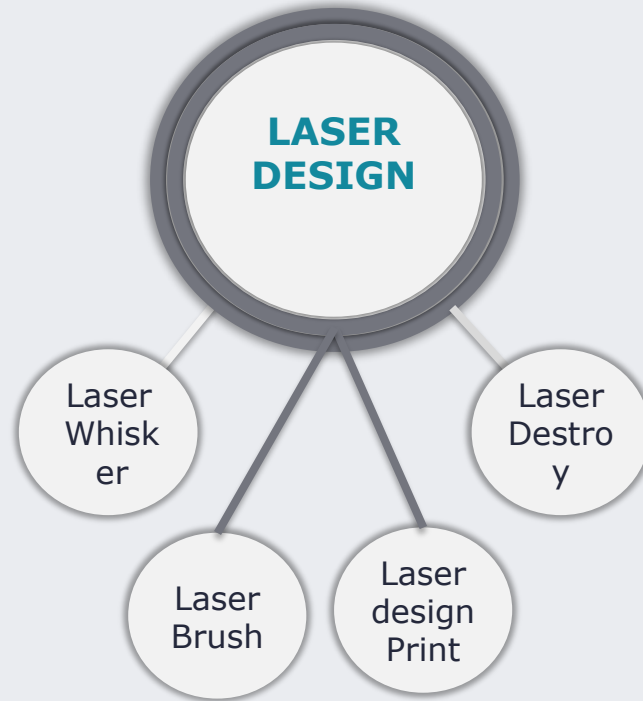 LASER
DESIGN
Laser
Whisk
er
Laser
Brush
Laser
design
Print
Laser
Destro
y